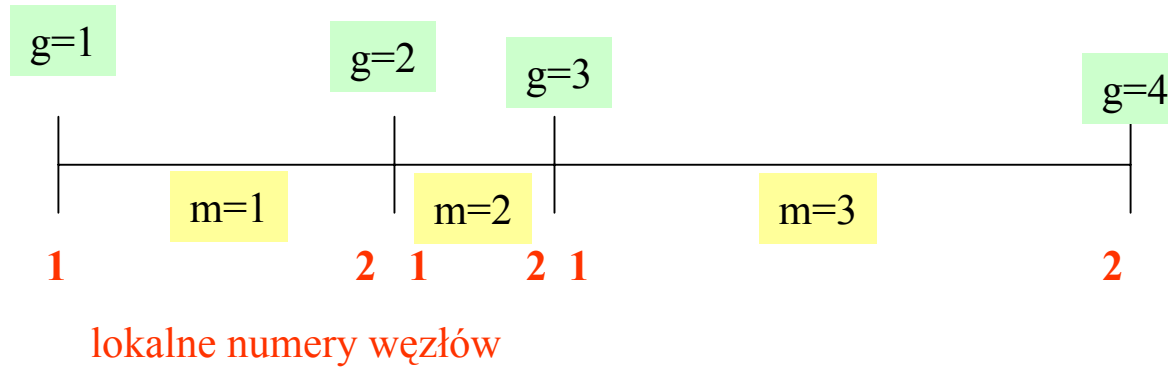 g=1
g=2
g=3
g=4
m=1
m=2
m=3
1 2 1 2 1 2
lokalne numery węzłów